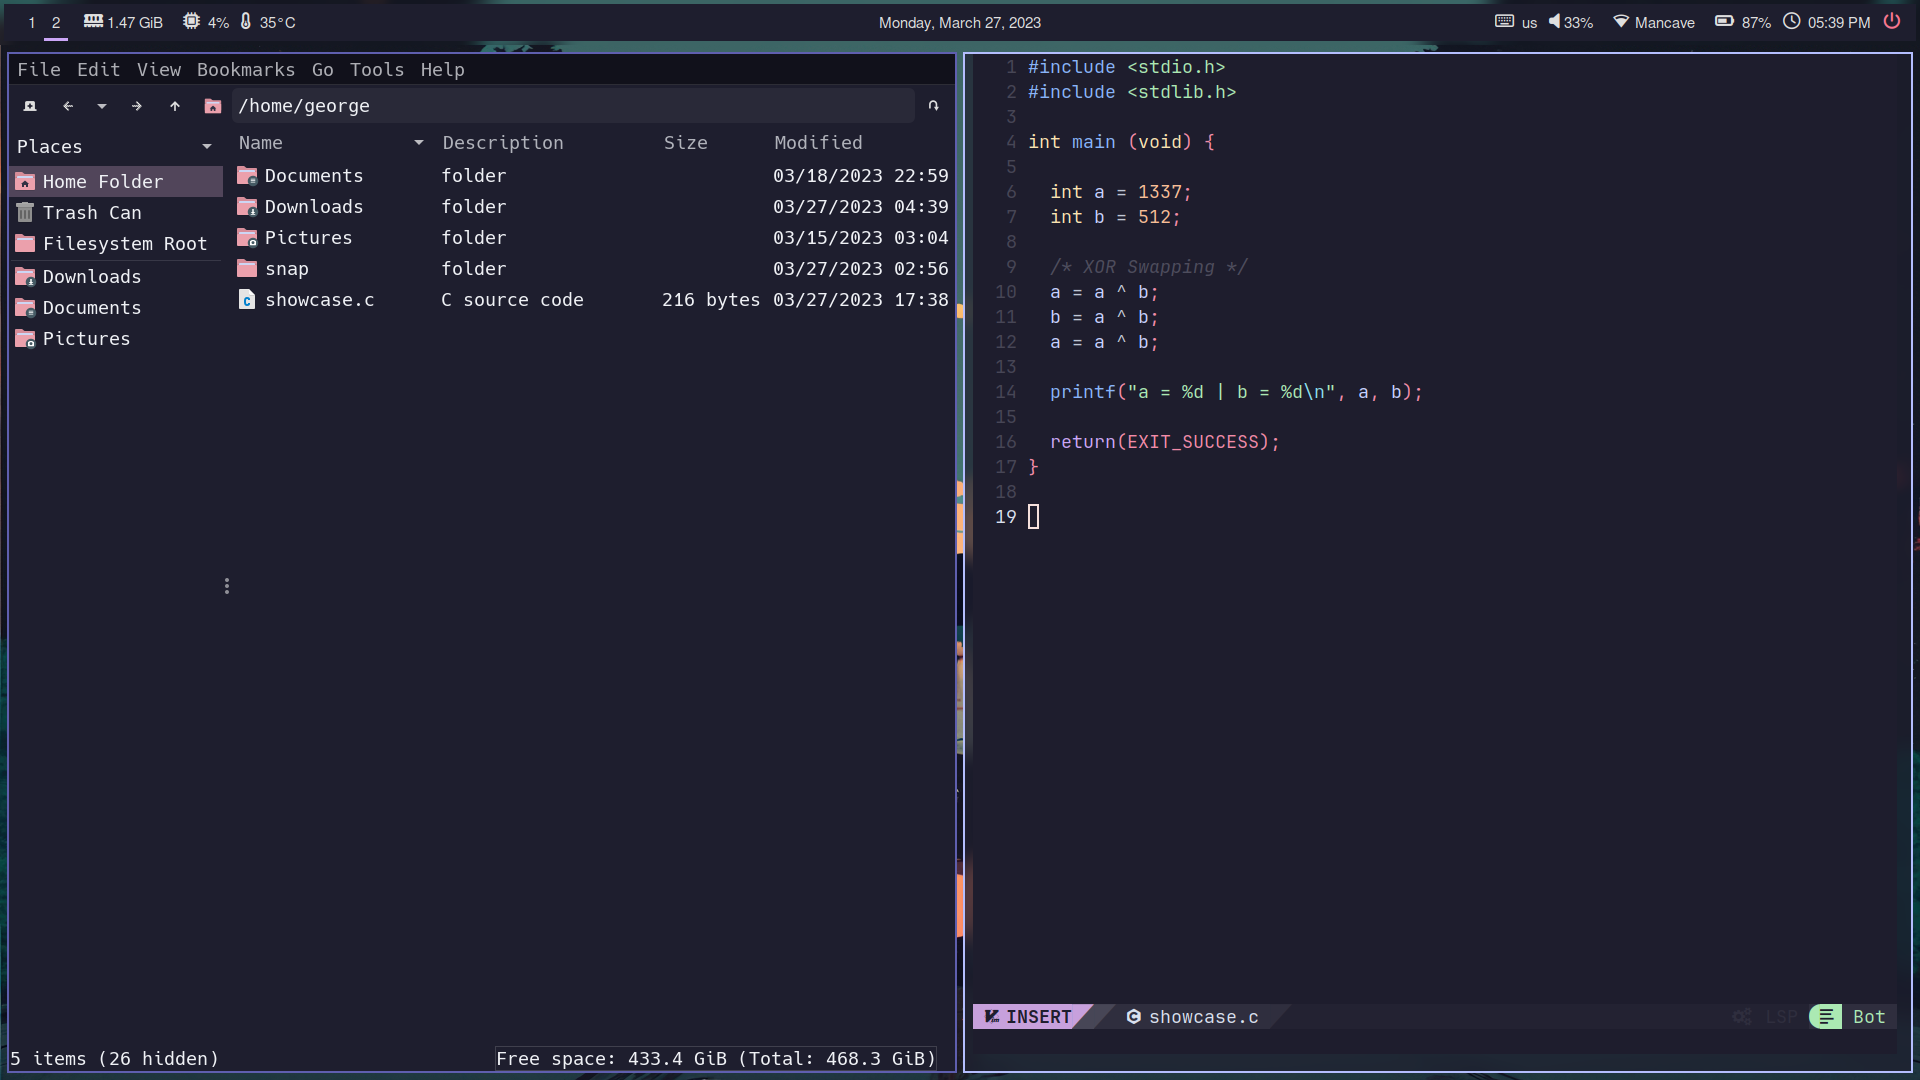 1 2 1.47 GiB 4% 35°C Monday, March 27, 2023 us 33% Mancave 87% 05:39 PM
File Edit View Bookmarks Go Tools Help
/home/george
Places
Home Folder
Trash Can
Filesystem Root
Downloads
Documents
Pictures
Name Description Size Modified
Documents folder 03/18/2023 22:59
Downloads folder 03/27/2023 04:39
Pictures folder 03/15/2023 03:04
snap folder 03/27/2023 02:56
showcase.c C source code 216 bytes 03/27/2023 17:38
5 items (26 hidden) Free space: 433.4 GiB (Total: 468.3 GiB)
1 #include <stdio.h>
2 #include <stdlib.h>
3
4 int main (void) {
5
6 int a = 1337;
7 int b = 512;
8
9 /* XOR Swapping */
10 a = a ^ b;
11 b = a ^ b;
12 a = a ^ b;
13
14 printf("a = %d | b = %d\n", a, b);
15
16 return(EXIT_SUCCESS);
17 }
18
19
INSERT showcase.c LSP Bot